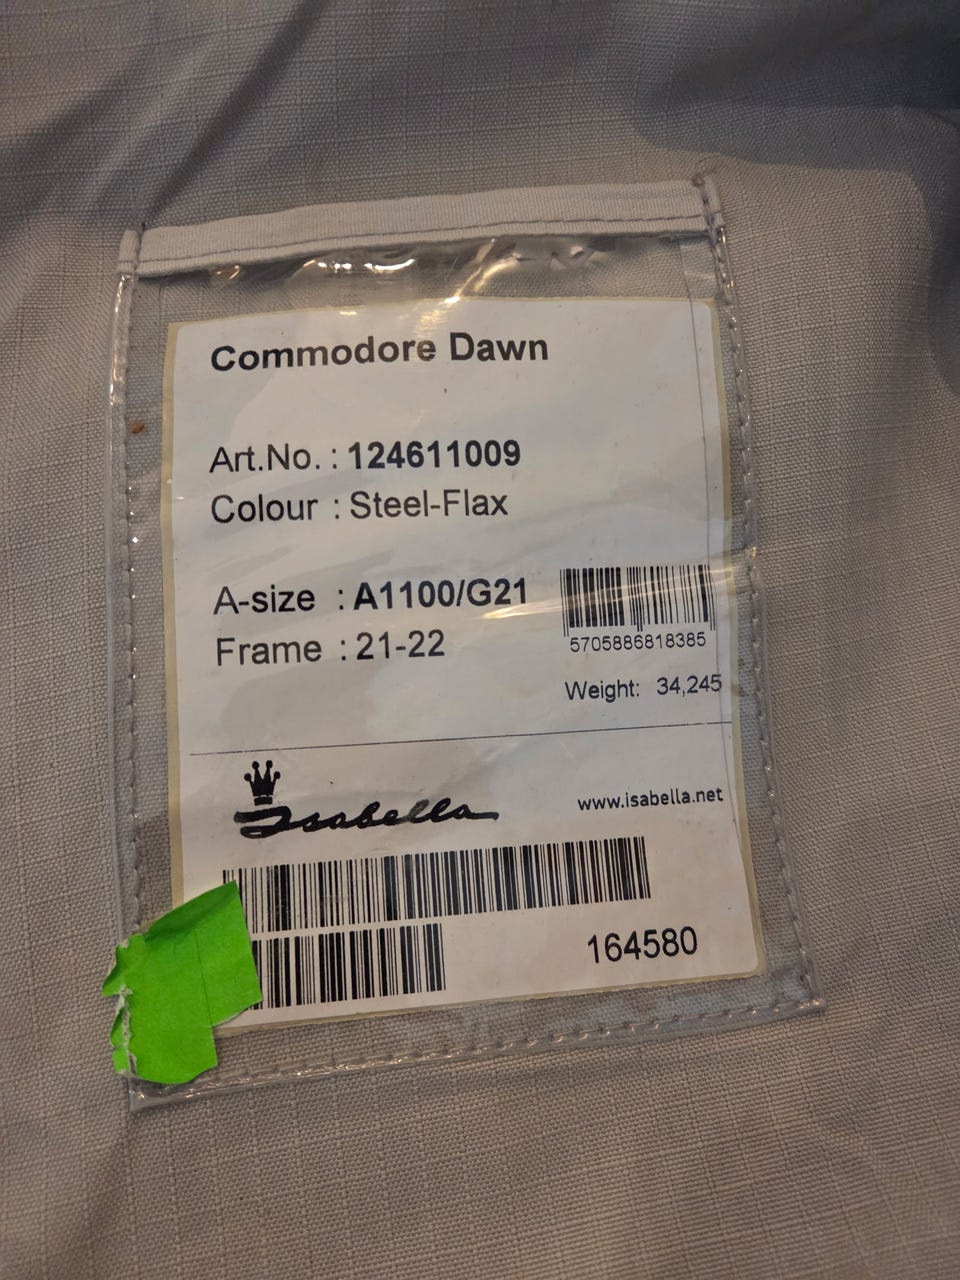 Commodore Dawn
Art.No. : 124611009
Colour : Steel-Flax
A-size : A1100/G21
Frame : 21-22
5705886818385
Weight: 34,245
Isabella
www.isabella.net
164580